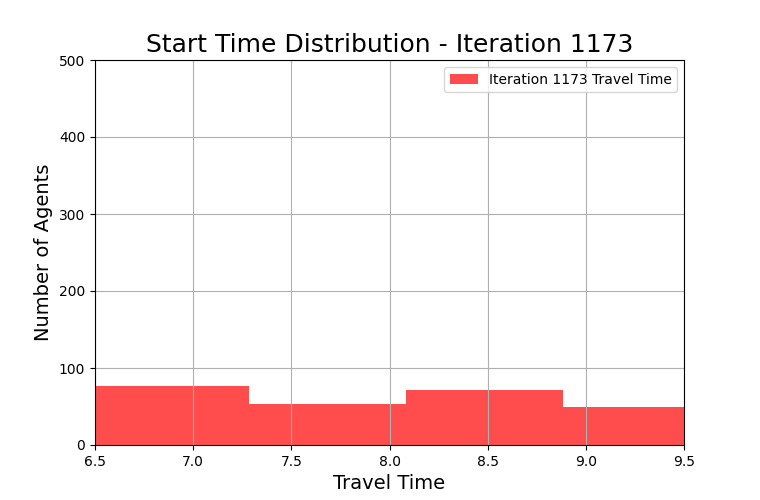 Start Time Distribution - Iteration 1173
500
400
300
200
100
0
Number of Agents
Iteration 1173 Travel Time
6.5 7.0 7.5 8.0 8.5 9.0 9.5
Travel Time